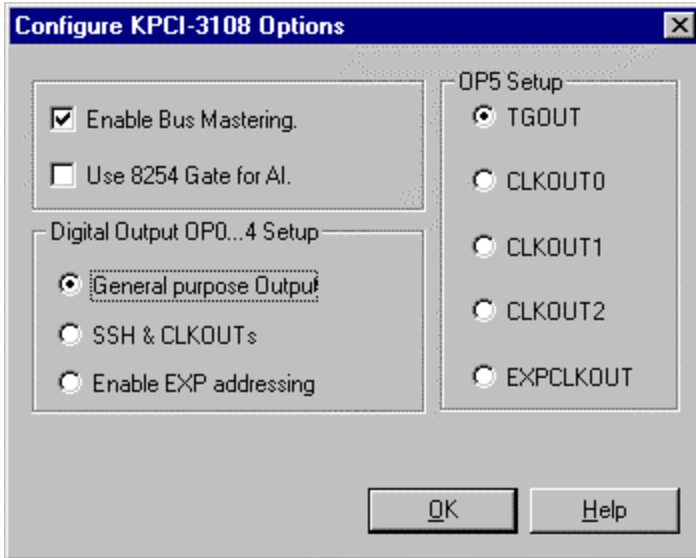 Configure KPCI-3108 Options
Enable Bus Mastering.
Use 8254 Gate for AI.
Digital Output OP0...4 Setup
General purpose Output
SSH & CLKOUTs
Enable EXP addressing
OP5 Setup
TGOUT
CLKOUT0
CLKOUT1
CLKOUT2
EXPCLKOUT
OK
Help